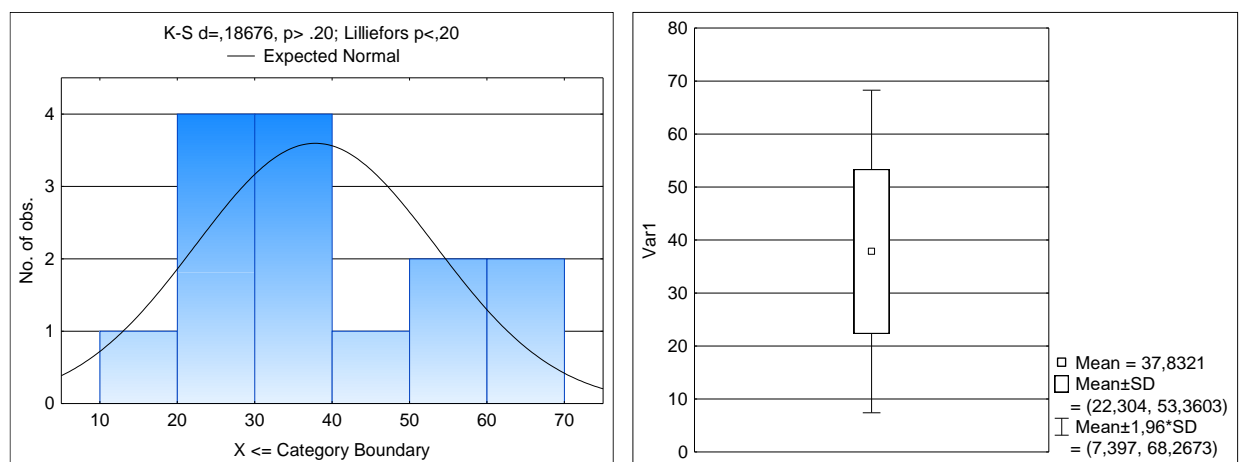 K-S d=,18676, p> .20; Lilliefors p<,20
Expected Normal
No. of obs.
4
3
2
1
0
10 20 30 40 50 60 70
X <= Category Boundary
Var1
80
70
60
50
40
30
20
10
0
Mean = 37,8321
Mean±SD
= (22,304, 53,3603)
Mean±1,96*SD
= (7,397, 68,2673)